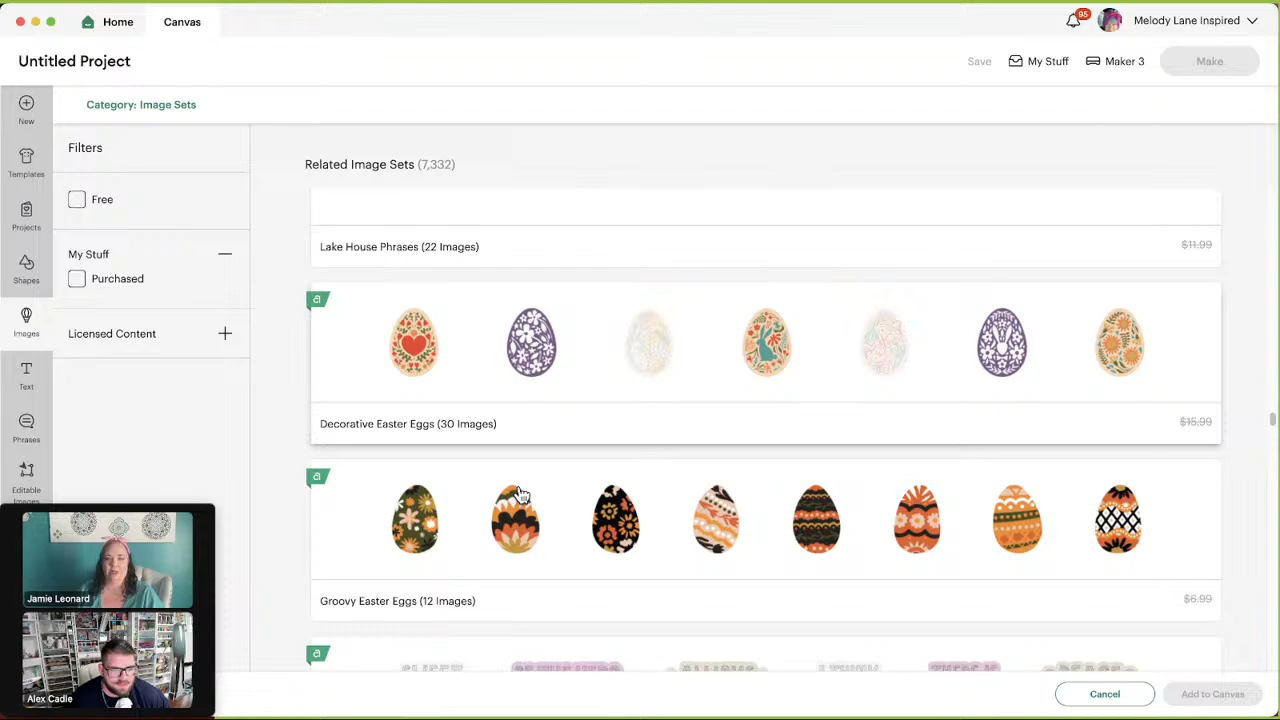 Home
Canvas
95
Melody Lane Inspired
Untitled Project
Save
My Stuff
Maker 3
Make
New
Templates
Projects
Shapes
Images
Text
Phrases
Editable
Images
Category: Image Sets
Filters
Free
My Stuff
Purchased
Licensed Content
Related Image Sets (7,332)
Lake House Phrases (22 Images)
$11.99
a
Decorative Easter Eggs (30 Images)
$15.99
a
Groovy Easter Eggs (12 Images)
$6.99
a
Jamie Leonard
Alex Cadle
Cancel
Add to Canvas